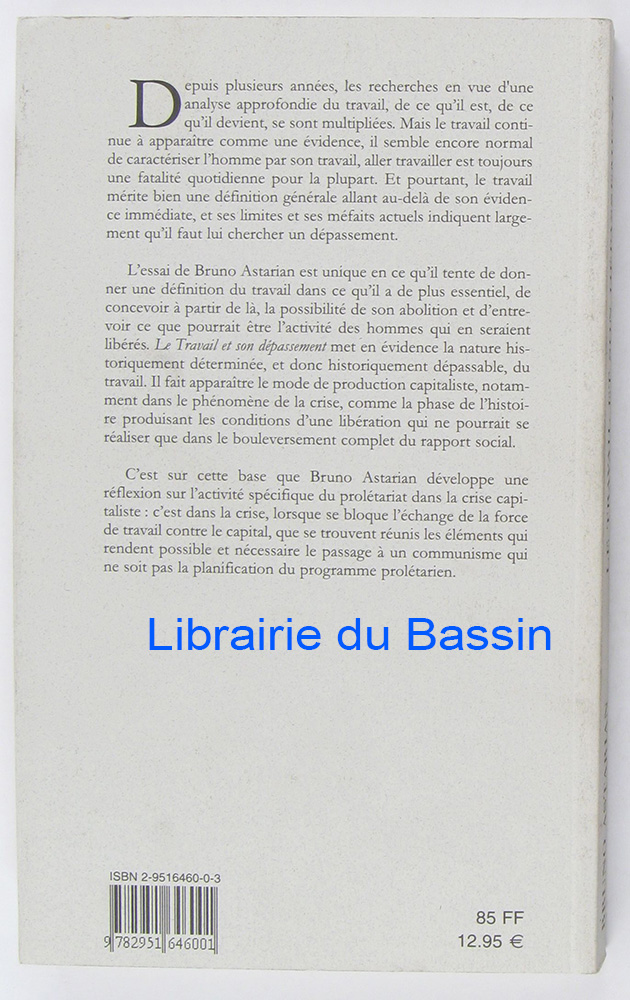 Depuis plusieurs années, les recherches en vue d'une
analyse approfondie du travail, de ce qu'il est, de ce
qu'il devient, se sont multipliées. Mais le travail conti-
nue à apparaître comme une évidence, il semble encore normal
de caractériser l'homme par son travail, aller travailler est toujours
une fatalité quotidienne pour la plupart. Et pourtant, le travail
mérite bien une définition générale allant au-delà de son éviden-
ce immédiate, et ses limites et ses méfaits actuels indiquent large-
ment qu'il faut lui chercher un dépassement.
L'essai de Bruno Astarian est unique en ce qu'il tente de don-
ner une définition du travail dans ce qu'il a de plus essentiel, de
concevoir à partir de là, la possibilité de son abolition et d'entre-
voir ce que pourrait être l'activité des hommes qui en seraient
libérés. Le Travail et son dépassement met en évidence la nature his-
toriquement déterminée, et donc historiquement dépassable, du
travail. Il fait apparaître le mode de production capitaliste, notam-
ment dans le phénomène de la crise, comme la phase de l'histoi-
re produisant les conditions d'une libération qui ne pourrait se
réaliser que dans le bouleversement complet du rapport social.
C'est sur cette base que Bruno Astarian développe une
réflexion sur l'activité spécifique du prolétariat dans la crise capi-
taliste : c'est dans la crise, lorsque se bloque l'échange de la force
de travail contre le capital, que se trouvent réunis les éléments qui
rendent possible et nécessaire le passage à un communisme qui
ne soit pas la planification du programme prolétarien.
Librairie du Bassin
ISBN 2-9516460-0-3
9 782951 646001
85 FF
12.95 €